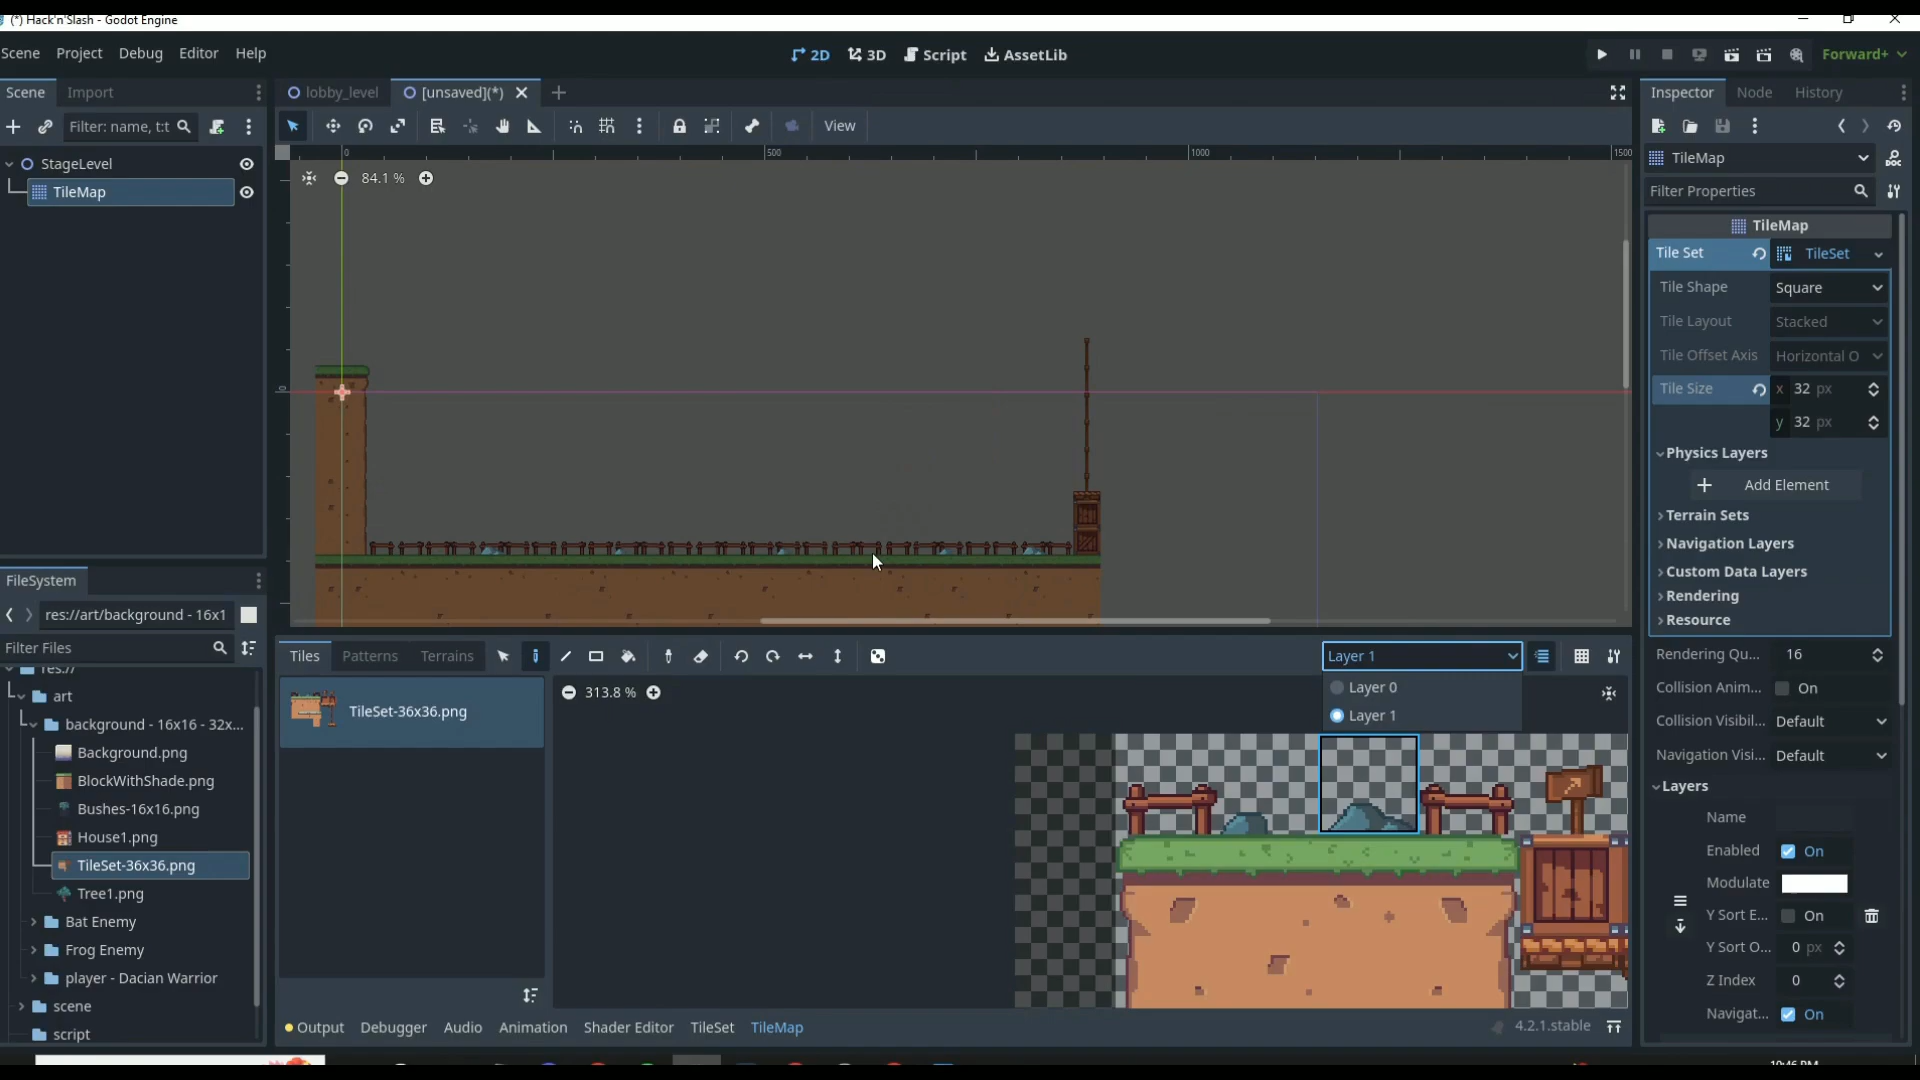 (*) Hack'n'Slash - Godot Engine
Scene Project Debug Editor Help
2D 3D Script AssetLib
Forward+
Scene Import
lobby_level [unsaved](*)
Inspector Node History
Filter: name, t:t
View
0 500 1000 1500
StageLevel
TileMap
84.1 %
TileMap
Filter Properties
TileMap
Tile Set TileSet
Tile Shape Square
Tile Layout Stacked
Tile Offset Axis Horizontal O
Tile Size x 32 px
y 32 px
Physics Layers
Add Element
Terrain Sets
Navigation Layers
Custom Data Layers
Rendering
Resource
Rendering Qu... 16
Collision Anim... On
Collision Visibil... Default
Navigation Visi... Default
Layers
Name
Enabled On
Modulate
Y Sort E... On
Y Sort O... 0 px
Z Index 0
Navigat... On
FileSystem
res://art/background - 16x1
Filter Files
res://
art
background - 16x16 - 32x...
Background.png
BlockWithShade.png
Bushes-16x16.png
House1.png
TileSet-36x36.png
Tree1.png
Bat Enemy
Frog Enemy
player - Dacian Warrior
scene
script
Tiles Patterns Terrains
Layer 1
Layer 0
Layer 1
TileSet-36x36.png
313.8 %
Output Debugger Audio Animation Shader Editor TileSet TileMap
4.2.1.stable